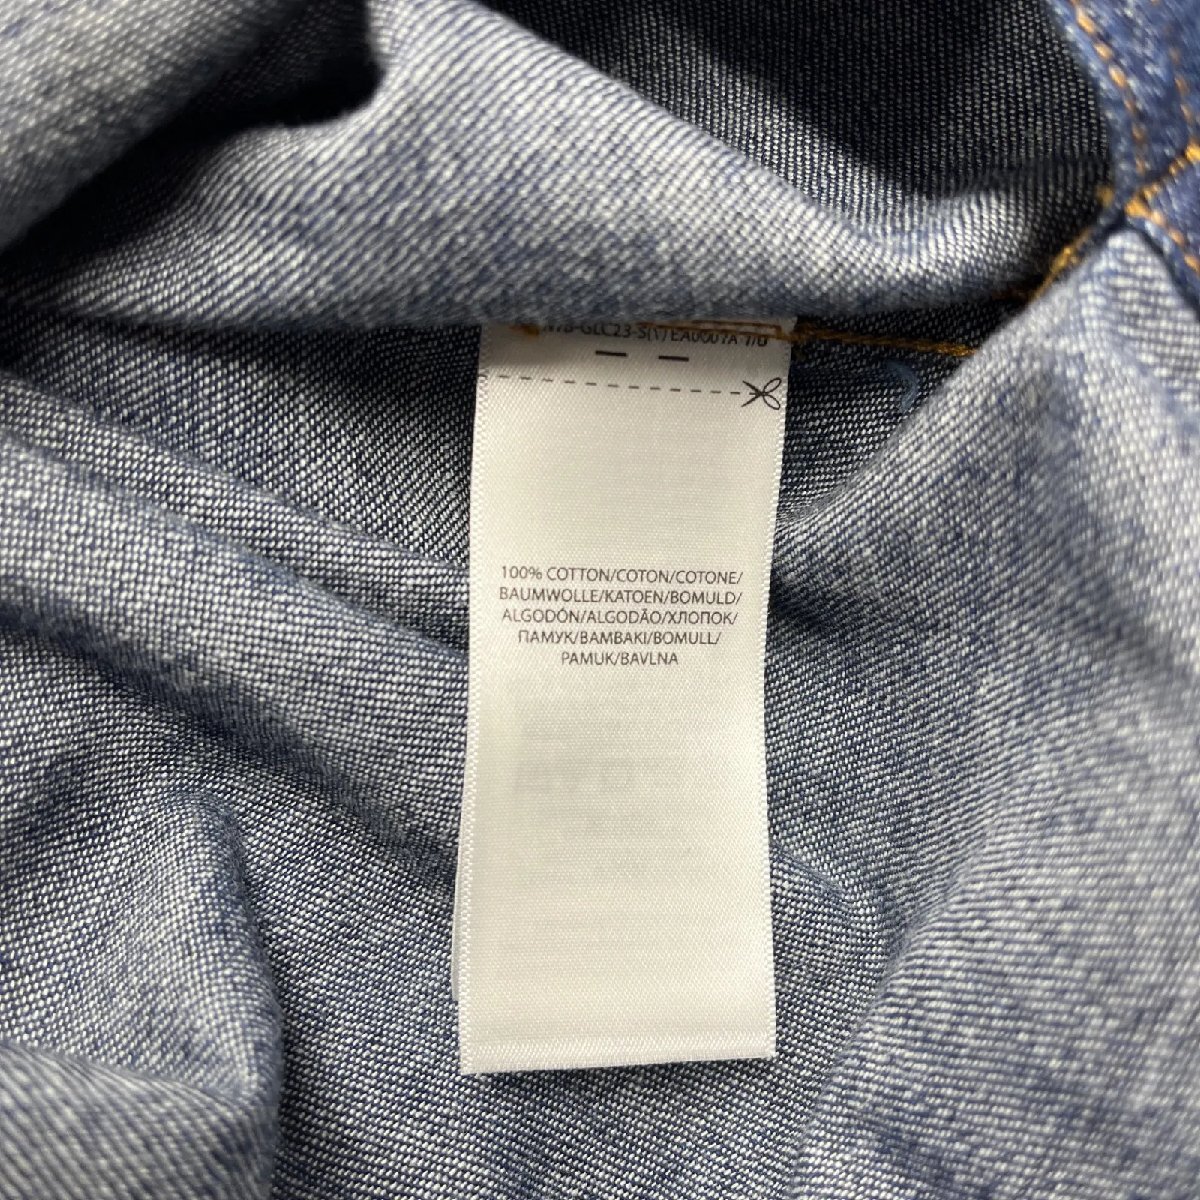 100% COTTON/COTON/COTONE/
BAUMWOLLE/KATOEN/BOMULD/
ALGODÓN/ALGODÃO/ХЛОПОК/
ПАМУК/BAMBAKI/BOMULL/
PAMUK/BAVLNA